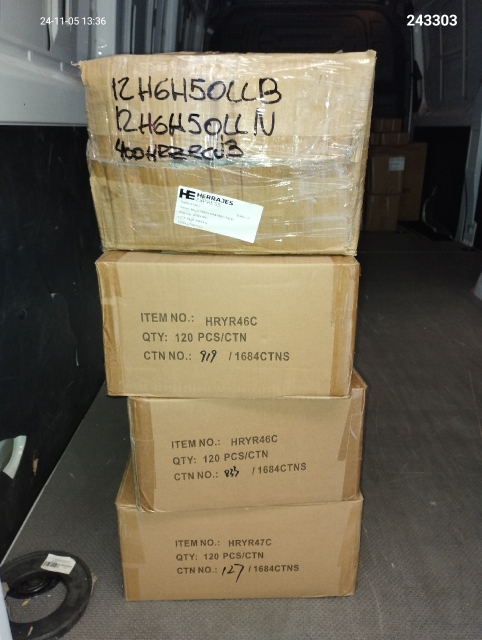 24-11-05 13:36
243303
12H6H50LLB
12H6H50LLN
HE HERRAJES
ITEM NO.: HRYR46C
QTY: 120 PCS/CTN
CTN NO.: 919 /1684CTNS
ITEM NO.: HRYR46C
QTY: 120 PCS/CTN
CTN NO.: 833 /1684CTNS
ITEM NO.: HRYR47C
QTY: 120 PCS/CTN
CTN NO.: 127 /1684CTNS